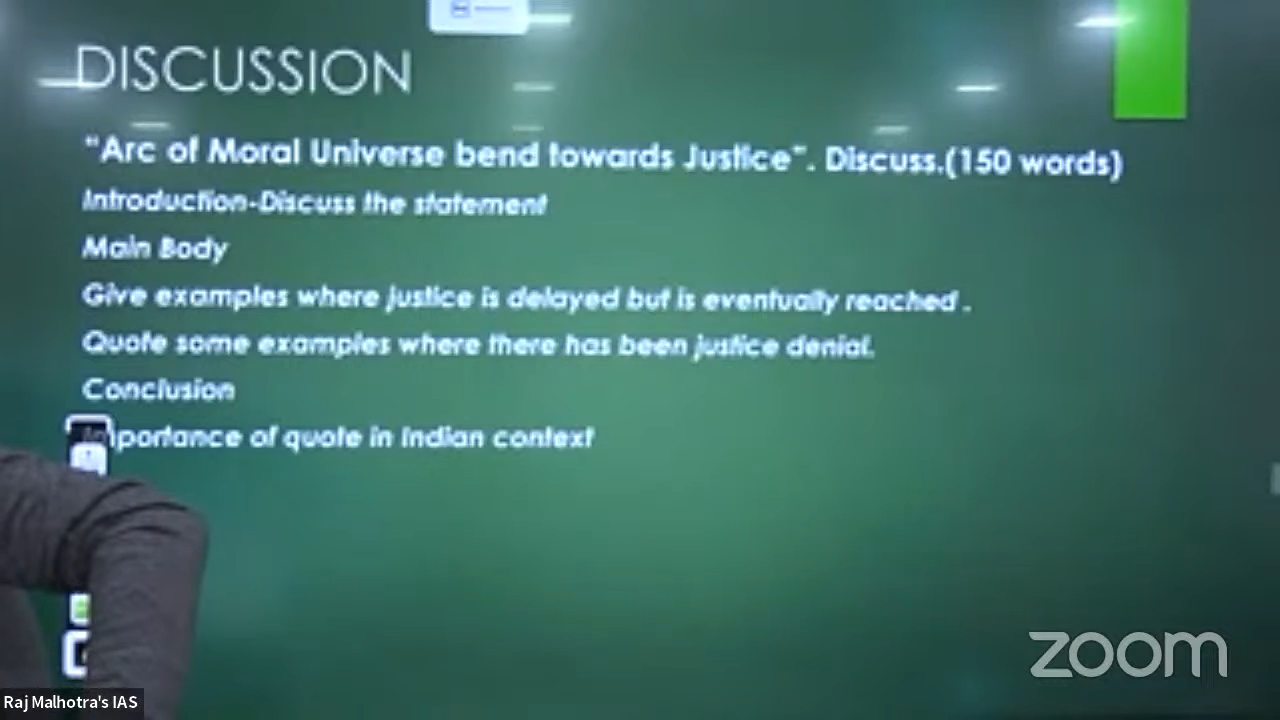 DISCUSSION
"Arc of Moral Universe bend towards Justice". Discuss.(150 words)
Introduction-Discuss the statement
Main Body
Give examples where justice is delayed but is eventually reached .
Quote some examples where there has been justice denial.
Conclusion
Importance of quote in Indian context
zoom
Raj Malhotra's IAS